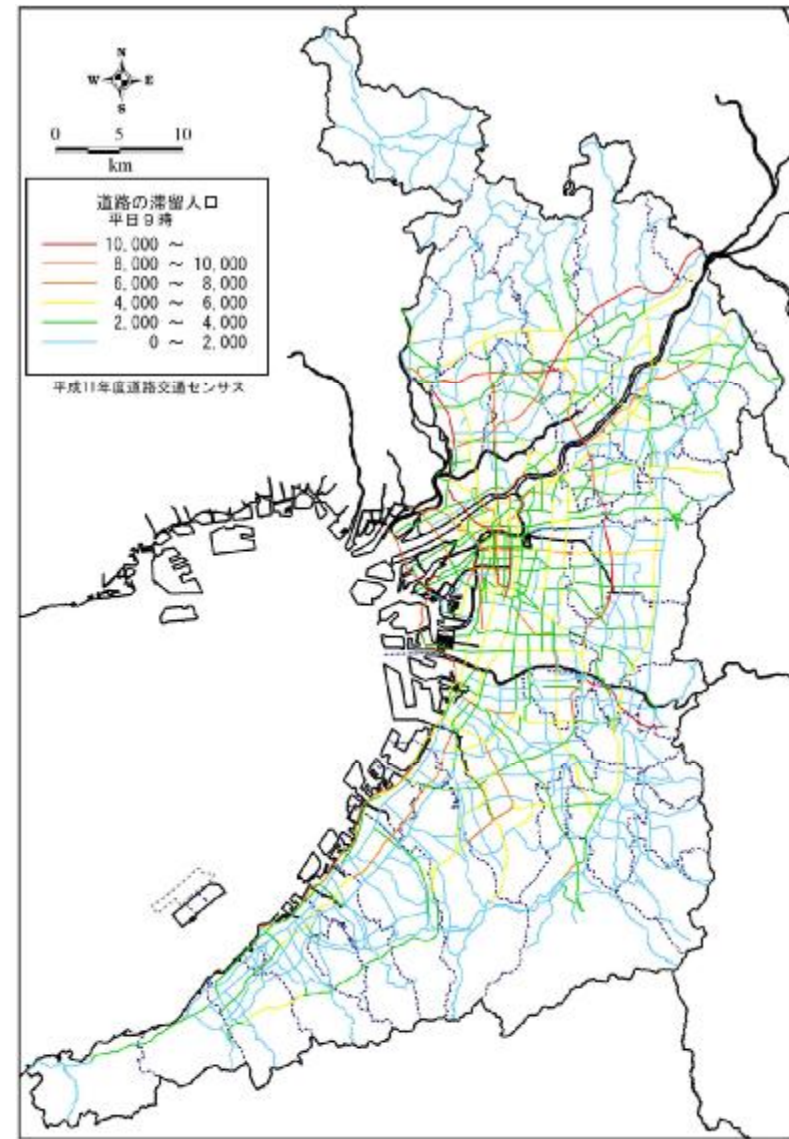 N
W E
S
0 5 10
km
道路の滞留人口
平日9時
10,000 ~
8,000 ~ 10,000
6,000 ~ 8,000
4,000 ~ 6,000
2,000 ~ 4,000
0 ~ 2,000
平成11年度道路交通センサス